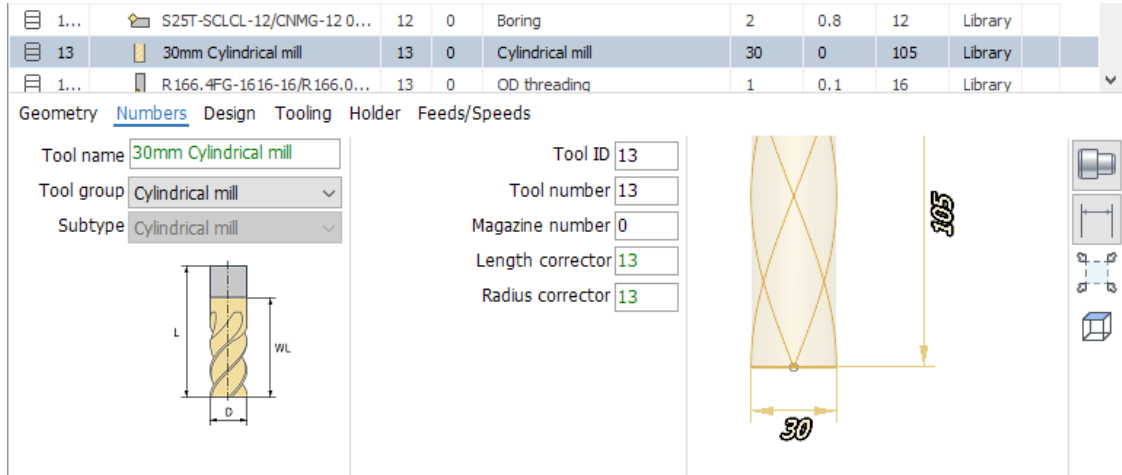 1... S25T-SCLCL-12/CNMG-12 0... 12 0 Boring 2 0.8 12 Library
13 30mm Cylindrical mill 13 0 Cylindrical mill 30 0 105 Library
1... R166.4FG-1616-16/R166.0... 13 0 OD threading 1 0.1 16 Library
Geometry Numbers Design Tooling Holder Feeds/Speeds
Tool name 30mm Cylindrical mill
Tool group Cylindrical mill
Subtype Cylindrical mill
L
WL
D
Tool ID 13
Tool number 13
Magazine number 0
Length corrector 13
Radius corrector 13
105
30